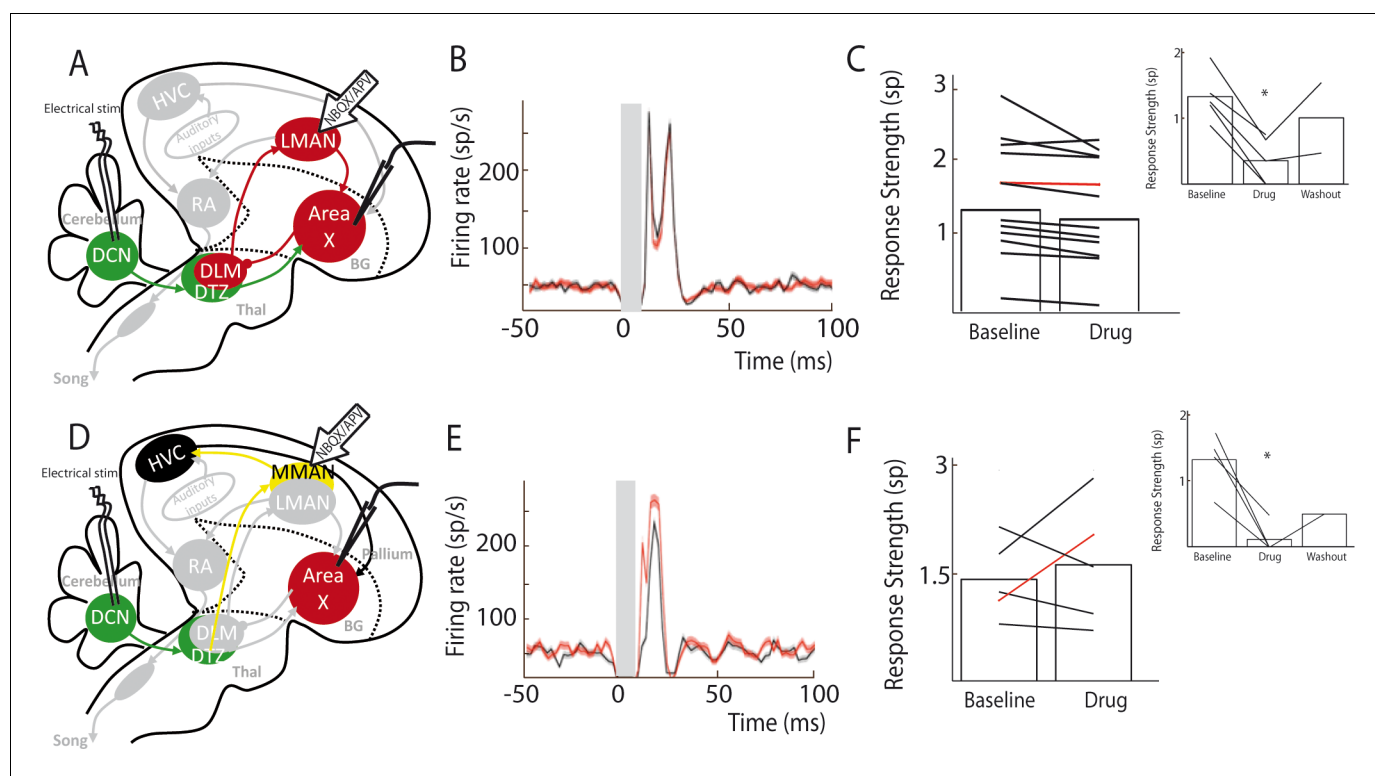 A
Electrical stim
HVC
Auditory
inputs
NBQX/APV
LMAN
RA
Area
X
Cerebellum
DCN
DLM
DTZ
BG
Thal
Song
B
Firing rate (sp/s)
200
100
-50
0
50
100
Time (ms)
C
Response Strength (sp)
3
2
1
Baseline
Drug
Response Strength (sp)
2
1
*
Baseline
Drug
Washout
D
Electrical stim
HVC
Auditory
inputs
NBQX/APV
MMAN
LMAN
Pallium
RA
Area
X
Cerebellum
DCN
DLM
DTZ
BG
Thal
Song
E
Firing rate (sp/s)
200
100
-50
0
50
100
Time (ms)
F
Response Strength (sp)
3
1.5
Baseline
Drug
Response Strength (sp)
2
1
*
Baseline
Drug
Washout